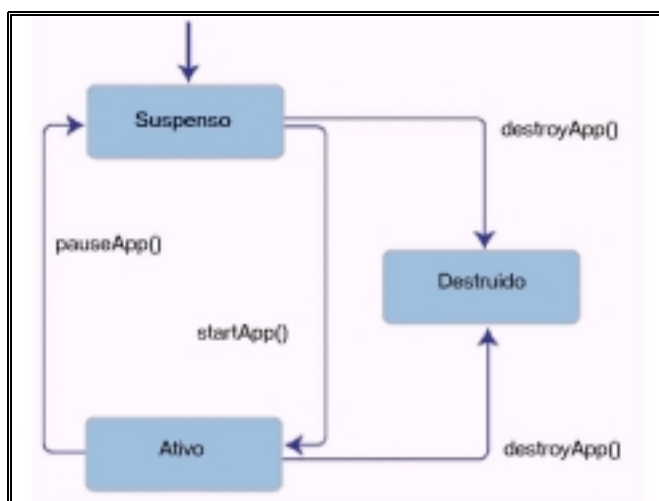 Suspenso
destroyApp()
pauseApp()
Destruido
startApp()
Ativo
destroyApp()